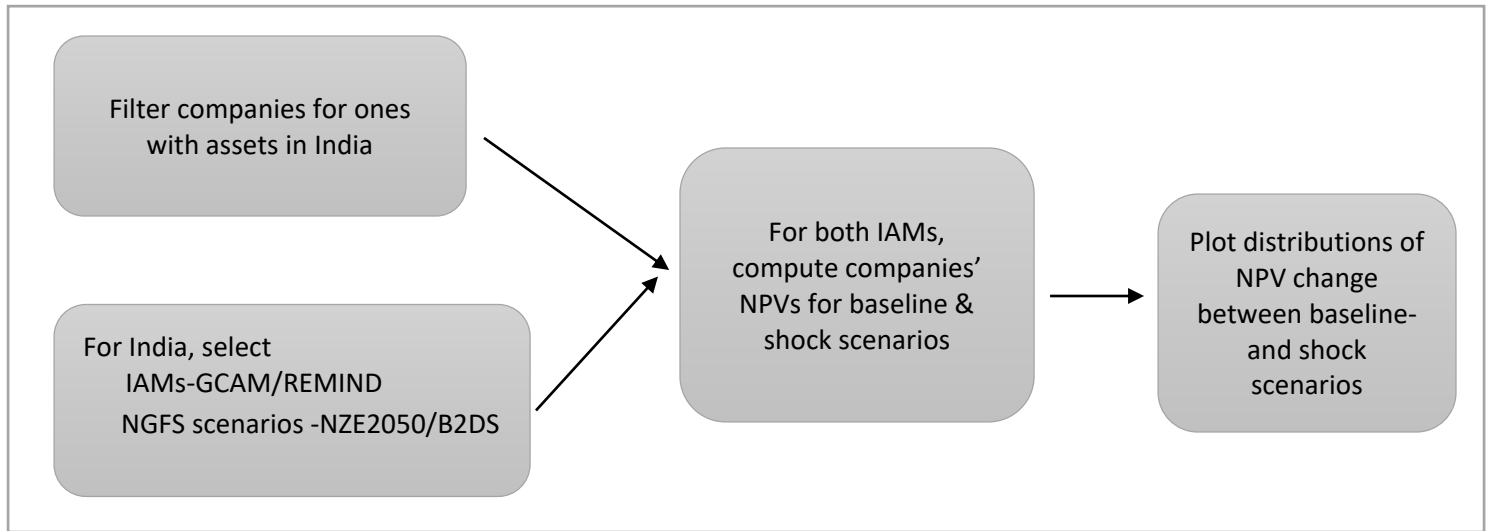 Filter companies for ones
with assets in India
For India, select
IAMs-GCAM/REMIND
NGFS scenarios -NZE2050/B2DS
For both IAMs,
compute companies’
NPVs for baseline &
shock scenarios
Plot distributions of
NPV change
between baseline-
and shock
scenarios